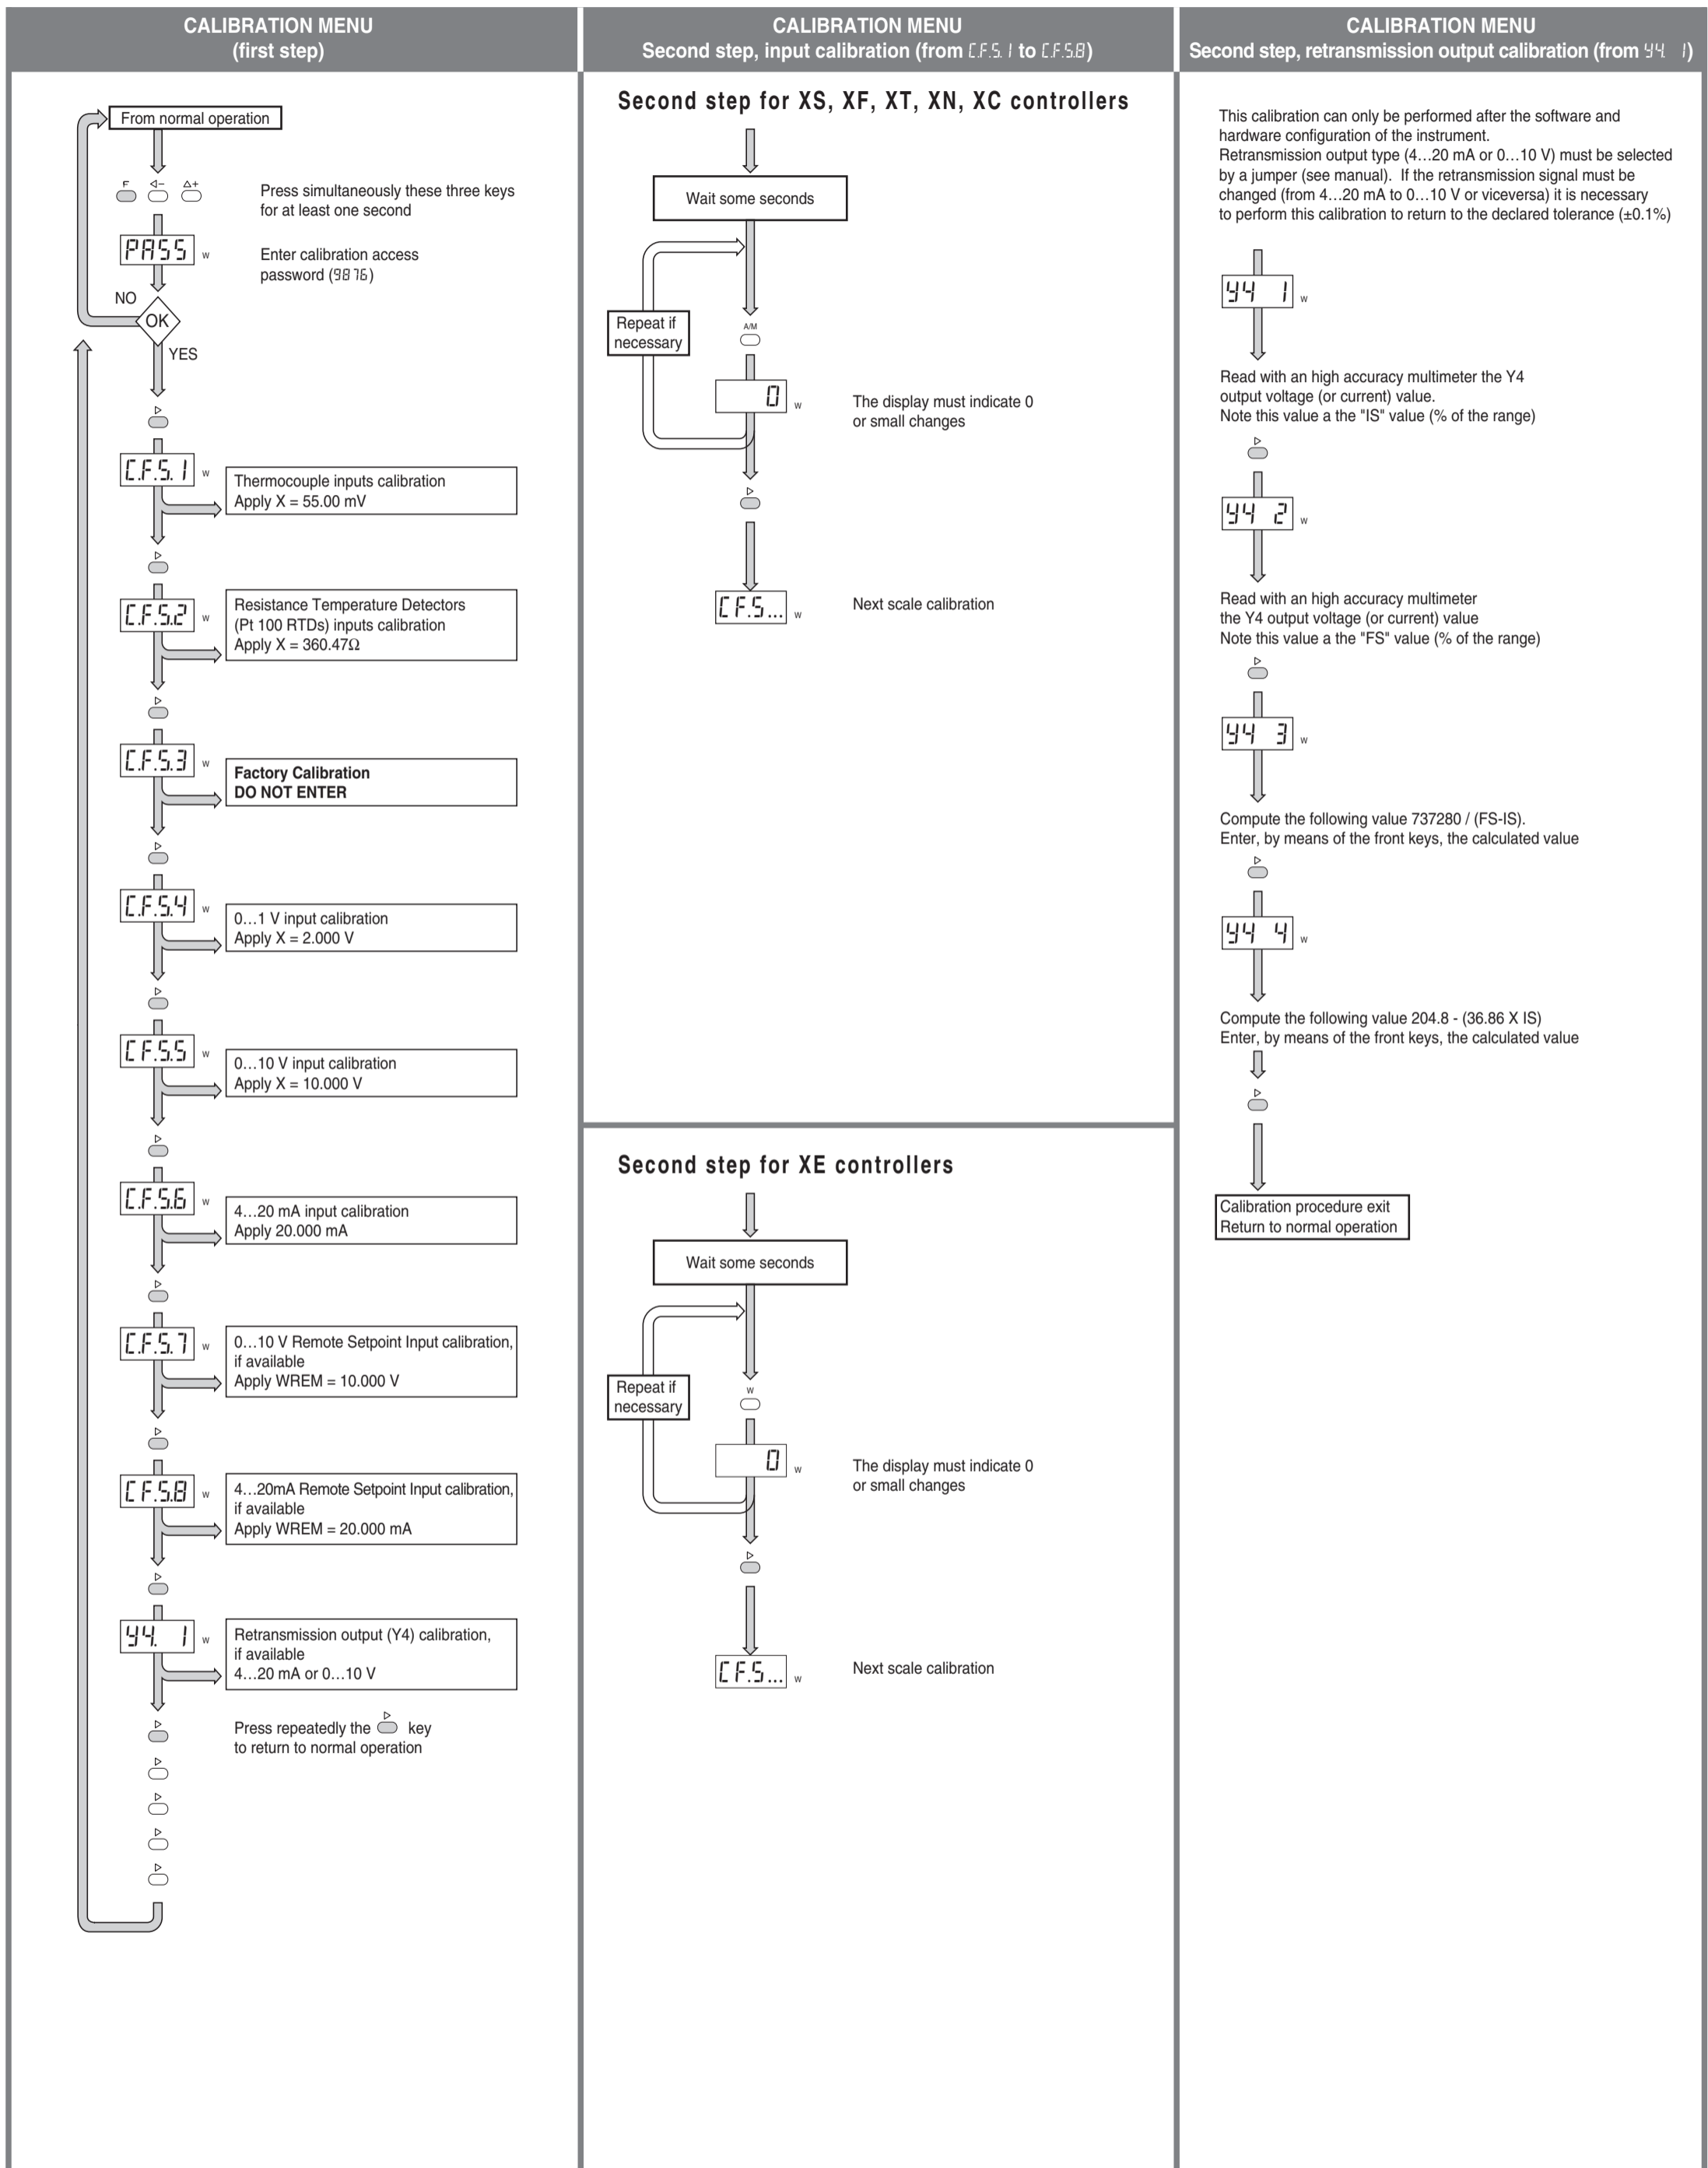 CALIBRATION MENU
(first step)
From normal operation
F ◁− △+
Press simultaneously these three keys
for at least one second
PASS w
Enter calibration access
password (9876)
NO
OK
YES
▷
C.F.S. 1 w
Thermocouple inputs calibration
Apply X = 55.00 mV
▷
C.F.S.2 w
Resistance Temperature Detectors
(Pt 100 RTDs) inputs calibration
Apply X = 360.47Ω
▷
C.F.S.3 w
Factory Calibration
DO NOT ENTER
▷
C.F.S.4 w
0...1 V input calibration
Apply X = 2.000 V
▷
C F.S.5 w
0...10 V input calibration
Apply X = 10.000 V
▷
C.F.S.6 w
4...20 mA input calibration
Apply 20.000 mA
▷
C.F.S.7 w
0...10 V Remote Setpoint Input calibration,
if available
Apply WREM = 10.000 V
▷
C F.S.8 w
4...20mA Remote Setpoint Input calibration,
if available
Apply WREM = 20.000 mA
▷
y4. 1 w
Retransmission output (Y4) calibration,
if available
4...20 mA or 0...10 V
▷
Press repeatedly the ▷ key
to return to normal operation
▷
▷
▷
▷
CALIBRATION MENU
Second step, input calibration (from C.F.S. 1 to C.F.S.8)
Second step for XS, XF, XT, XN, XC controllers
Wait some seconds
Repeat if
necessary
A/M
0 w
The display must indicate 0
or small changes
▷
C F.S... w
Next scale calibration
Second step for XE controllers
Wait some seconds
Repeat if
necessary
w
0 w
The display must indicate 0
or small changes
▷
C F.S... w
Next scale calibration
CALIBRATION MENU
Second step, retransmission output calibration (from y4. 1)
This calibration can only be performed after the software and
hardware configuration of the instrument.
Retransmission output type (4...20 mA or 0...10 V) must be selected
by a jumper (see manual). If the retransmission signal must be
changed (from 4...20 mA to 0...10 V or viceversa) it is necessary
to perform this calibration to return to the declared tolerance (±0.1%)
y4 1 w
Read with an high accuracy multimeter the Y4
output voltage (or current) value.
Note this value a the "IS" value (% of the range)
▷
y4 2 w
Read with an high accuracy multimeter
the Y4 output voltage (or current) value
Note this value a the "FS" value (% of the range)
▷
y4 3 w
Compute the following value 737280 / (FS-IS).
Enter, by means of the front keys, the calculated value
▷
y4 4 w
Compute the following value 204.8 - (36.86 X IS)
Enter, by means of the front keys, the calculated value
▷
Calibration procedure exit
Return to normal operation